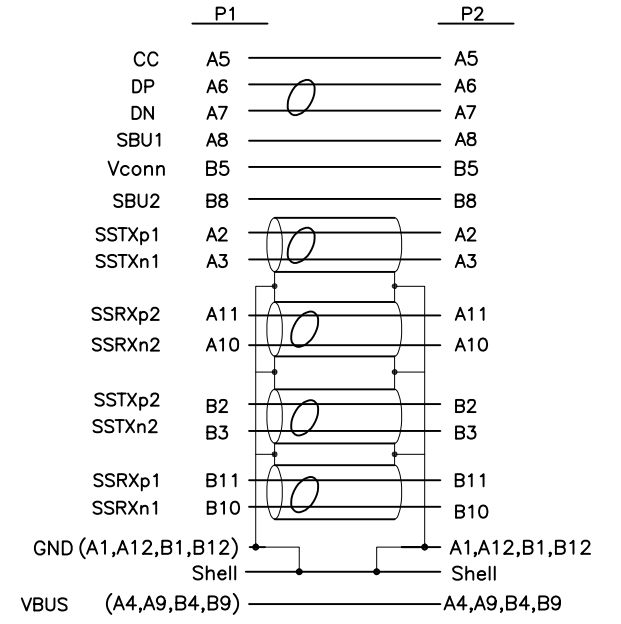 P1 P2
CC A5 A5
DP A6 A6
DN A7 A7
SBU1 A8 A8
Vconn B5 B5
SBU2 B8 B8
SSTXp1 A2 A2
SSTXn1 A3 A3
SSRXp2 A11 A11
SSRXn2 A10 A10
SSTXp2 B2 B2
SSTXn2 B3 B3
SSRXp1 B11 B11
SSRXn1 B10 B10
GND (A1,A12,B1,B12) A1,A12,B1,B12
Shell Shell
VBUS (A4,A9,B4,B9) A4,A9,B4,B9